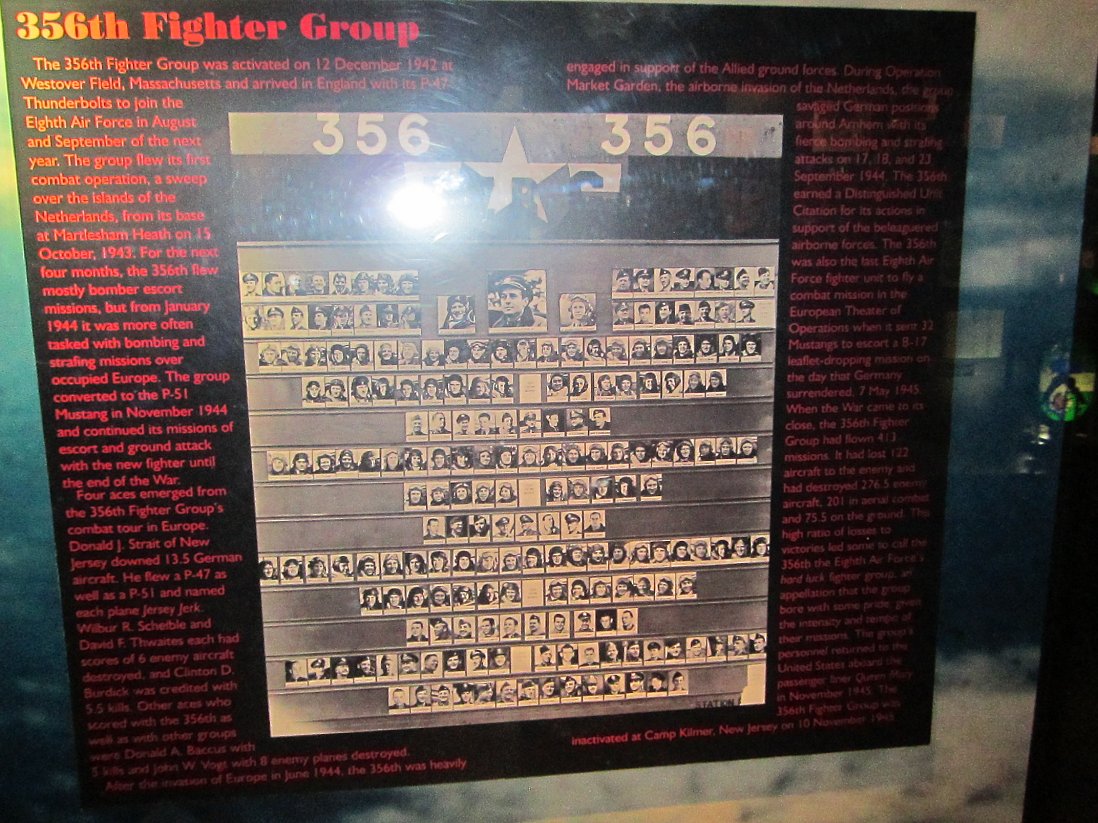 356th Fighter Group
The 356th Fighter Group was activated on 12 December 1942 at
Westover Field, Massachusetts and arrived in England with its P-47
Thunderbolts to join the
Eighth Air Force in August
and September of the next
year. The group flew its first
combat operation, a sweep
over the islands of the
Netherlands, from its base
at Martlesham Heath on 15
October, 1943. For the next
four months, the 356th flew
mostly bomber escort
missions, but from January
1944 it was more often
tasked with bombing and
strafing missions over
occupied Europe. The group
converted to the P-51
Mustang in November 1944
and continued its missions of
escort and ground attack
with the new fighter until
the end of the War.
Four aces emerged from
the 356th Fighter Group's
combat tour in Europe.
Donald J. Strait of New
Jersey downed 13.5 German
aircraft. He flew a P-47 as
well as a P-51 and named
each plane Jersey Jerk.
Wilbur R. Scheible and
David F. Thwaites each had
scores of 6 enemy aircraft
destroyed, and Clinton D.
Burdick was credited with
5.5 kills. Other aces who
scored with the 356th as
well as with other groups
were Donald A. Baccus with
5 kills and John W. Vogt with 8 enemy planes destroyed.
After the invasion of Europe in June 1944, the 356th was heavily
engaged in support of the Allied ground forces. During Operation
Market Garden, the airborne invasion of the Netherlands, the group
savaged German positions
around Arnhem with its
fierce bombing and strafing
attacks on 17, 18, and 23
September 1944. The 356th
earned a Distinguished Unit
Citation for its actions in
support of the beleaguered
airborne forces. The 356th
was also the last Eighth Air
Force fighter unit to fly a
combat mission in the
European Theater of
Operations when it sent 32
Mustangs to escort a B-17
leaflet-dropping mission on
the day that Germany
surrendered, 7 May 1945.
When the War came to its
close, the 356th Fighter
Group had flown 413
missions. It had lost 122
aircraft to the enemy and
had destroyed 276.5 enemy
aircraft, 201 in aerial combat
and 75.5 on the ground. This
high ratio of losses to
victories led some to call the
356th the Eighth Air Force's
hard luck fighter group, an
appellation that the group
bore with some pride, given
the intensity and tempo of
their missions. The group's
personnel returned to the
United States aboard the
passenger liner Queen Mary
in November 1945. The
356th Fighter Group was
inactivated at Camp Kilmer, New Jersey on 10 November 1945.
356 356
STATION